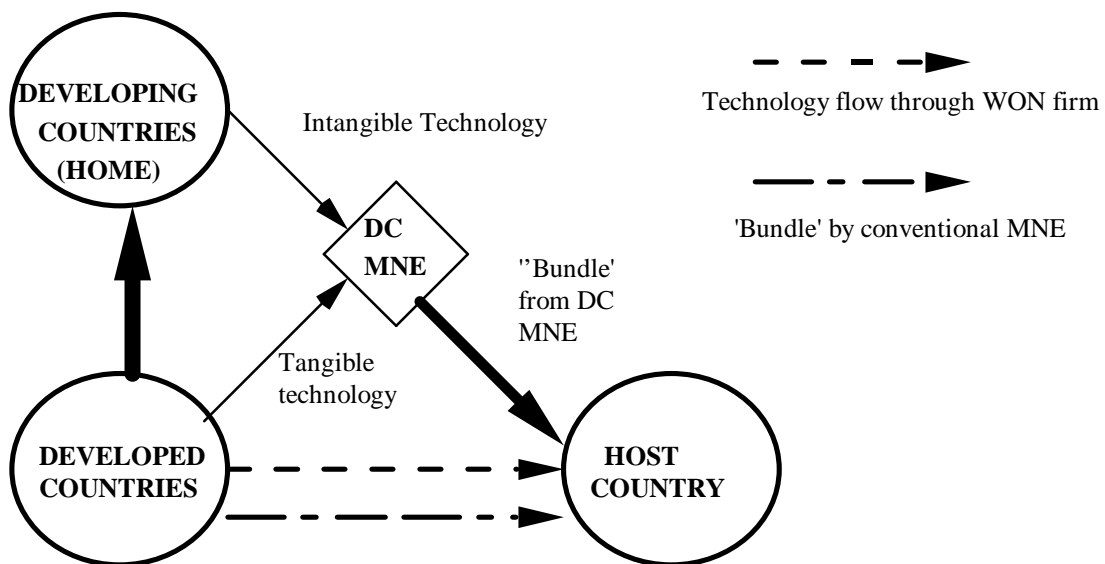 DEVELOPING
COUNTRIES
(HOME)
Intangible Technology
Technology flow through WON firm
'Bundle' by conventional MNE
DC
MNE
''Bundle'
from DC
MNE
Tangible
technology
DEVELOPED
COUNTRIES
HOST
COUNTRY